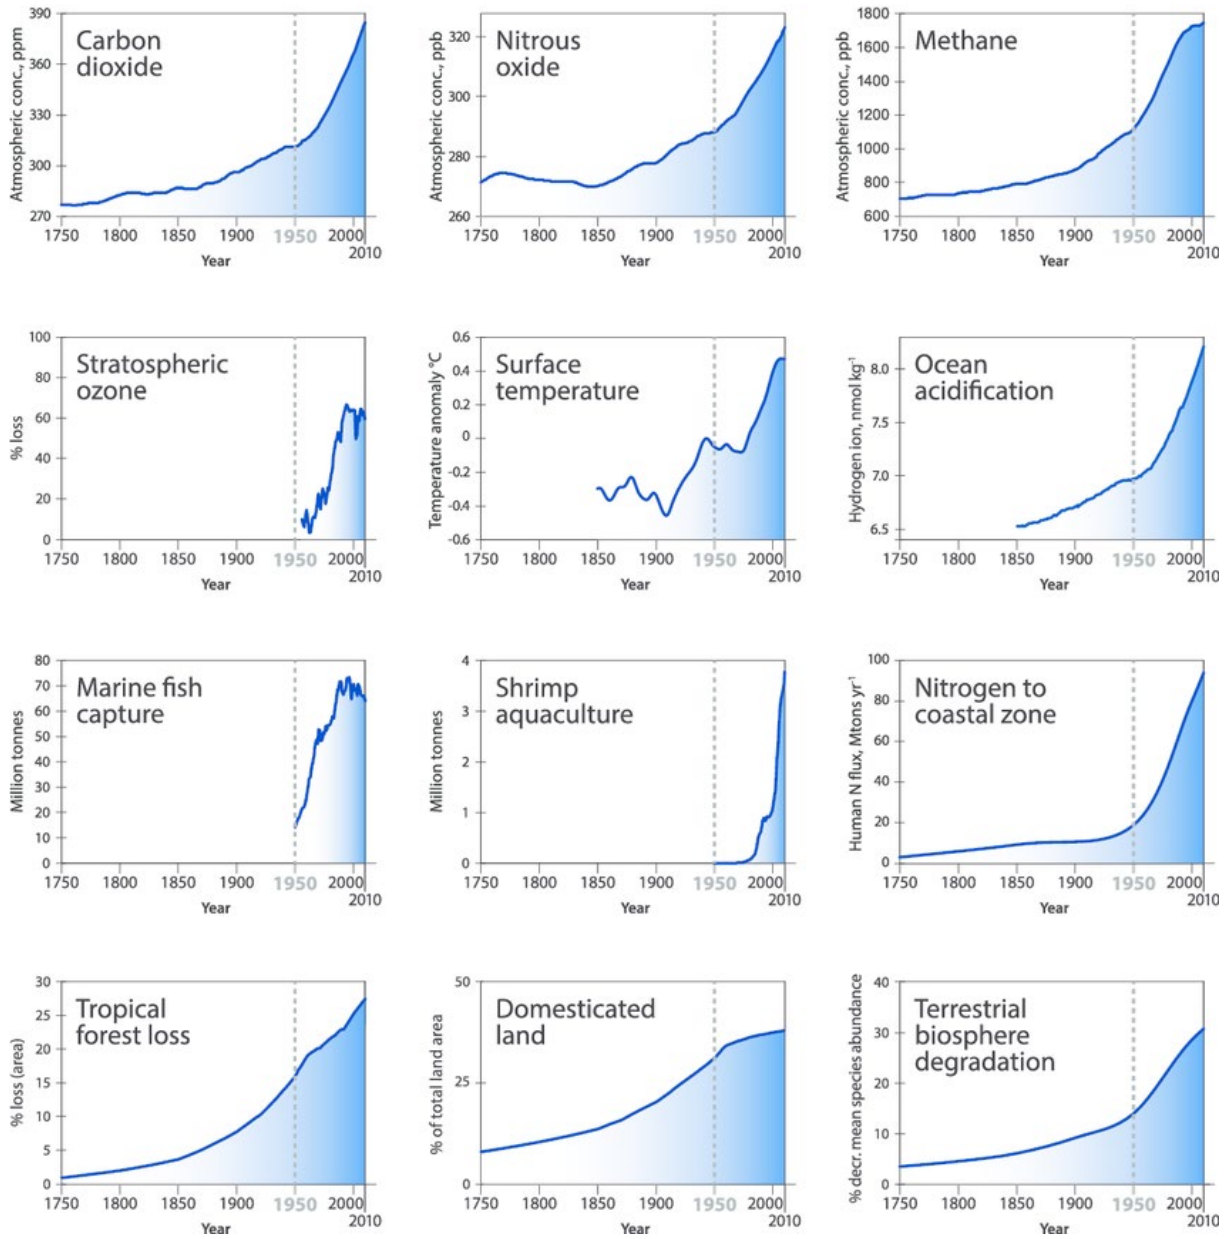 390
360
330
300
270
Atmospheric conc., ppm
Carbon
dioxide
1750 1800 1850 1900 1950 2000
2010
Year
320
300
280
260
Atmospheric conc., ppb
Nitrous
oxide
1750 1800 1850 1900 1950 2000
2010
Year
1800
1600
1400
1200
1000
800
600
Atmospheric conc., ppb
Methane
1750 1800 1850 1900 1950 2000
2010
Year
100
80
60
40
20
0
% loss
Stratospheric
ozone
1750 1800 1850 1900 1950 2000
2010
Year
0.6
0.4
0.2
0
-0.2
-0.4
-0.6
Temperature anomaly °C
Surface
temperature
1750 1800 1850 1900 1950 2000
2010
Year
8.0
7.5
7.0
6.5
Hydrogen ion, nmol kg⁻¹
Ocean
acidification
1750 1800 1850 1900 1950 2000
2010
Year
80
70
60
50
40
30
20
10
0
Million tonnes
Marine fish
capture
1750 1800 1850 1900 1950 2000
2010
Year
4
3
2
1
0
Million tonnes
Shrimp
aquaculture
1750 1800 1850 1900 1950 2000
2010
Year
100
80
60
40
20
0
Human N flux, Mtons yr⁻¹
Nitrogen to
coastal zone
1750 1800 1850 1900 1950 2000
2010
Year
30
25
20
15
10
5
0
% loss (area)
Tropical
forest loss
1750 1800 1850 1900 1950 2000
2010
Year
50
25
0
% of total land area
Domesticated
land
1750 1800 1850 1900 1950 2000
2010
Year
40
30
20
10
0
% decr. mean species abundance
Terrestrial
biosphere
degradation
1750 1800 1850 1900 1950 2000
2010
Year